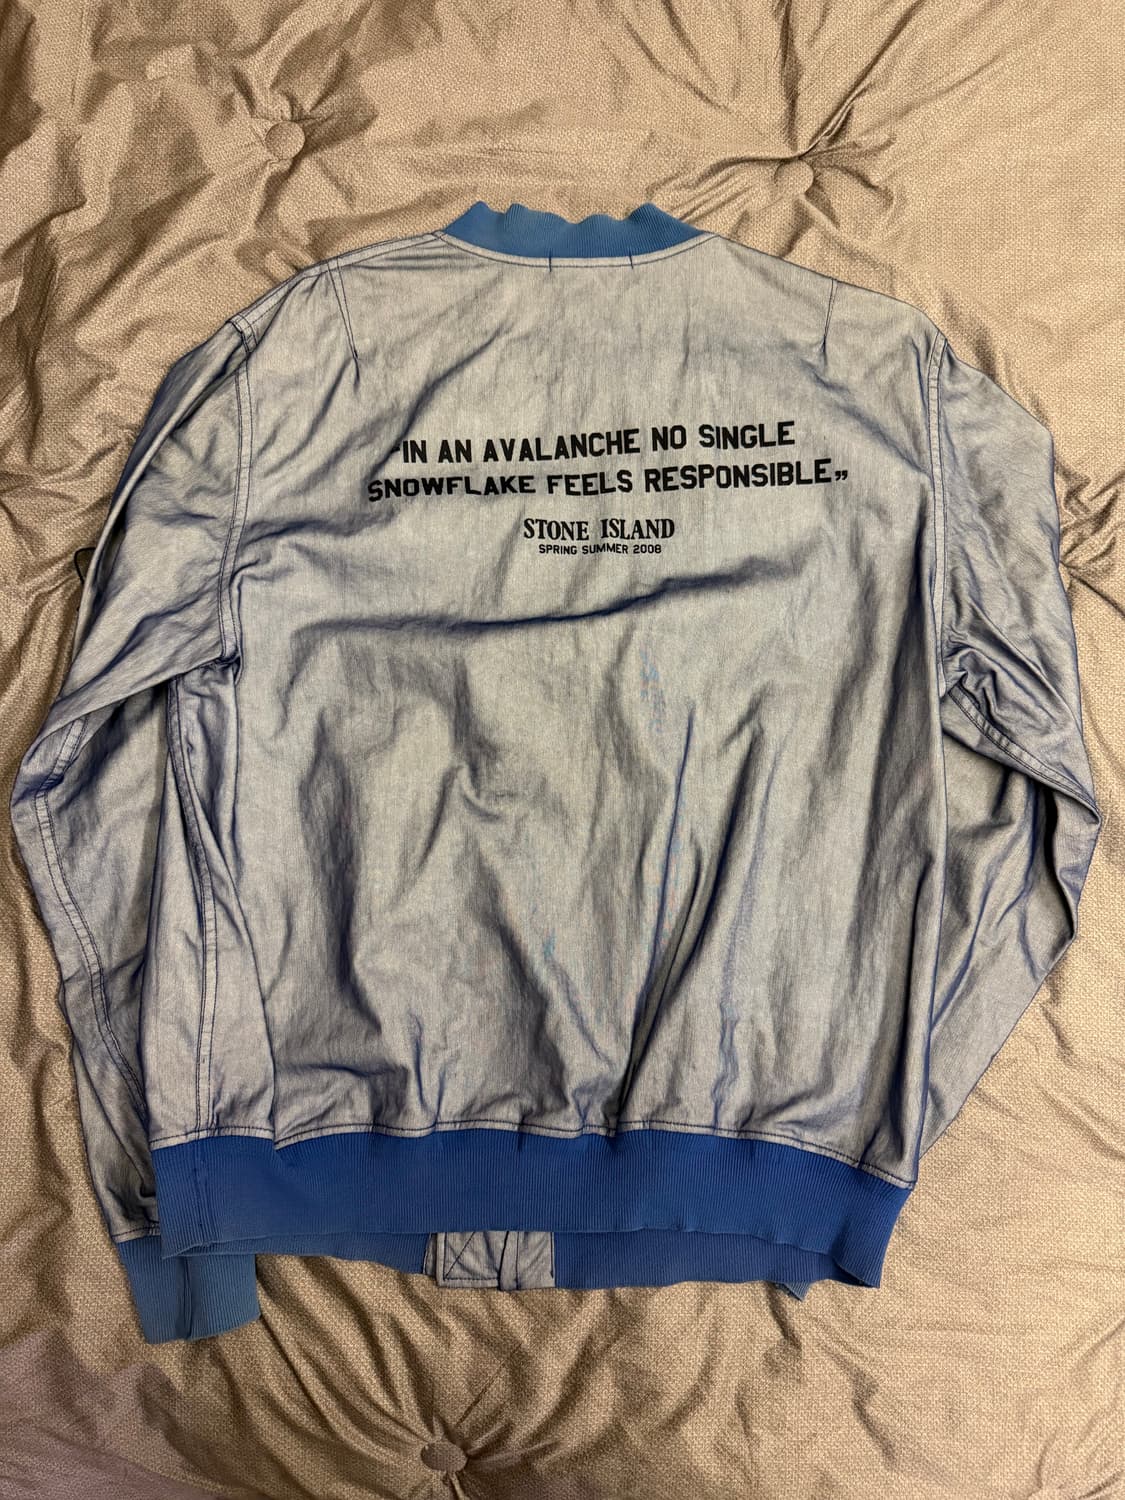 "IN AN AVALANCHE NO SINGLE
SNOWFLAKE FEELS RESPONSIBLE„
STONE ISLAND
SPRING SUMMER 2008